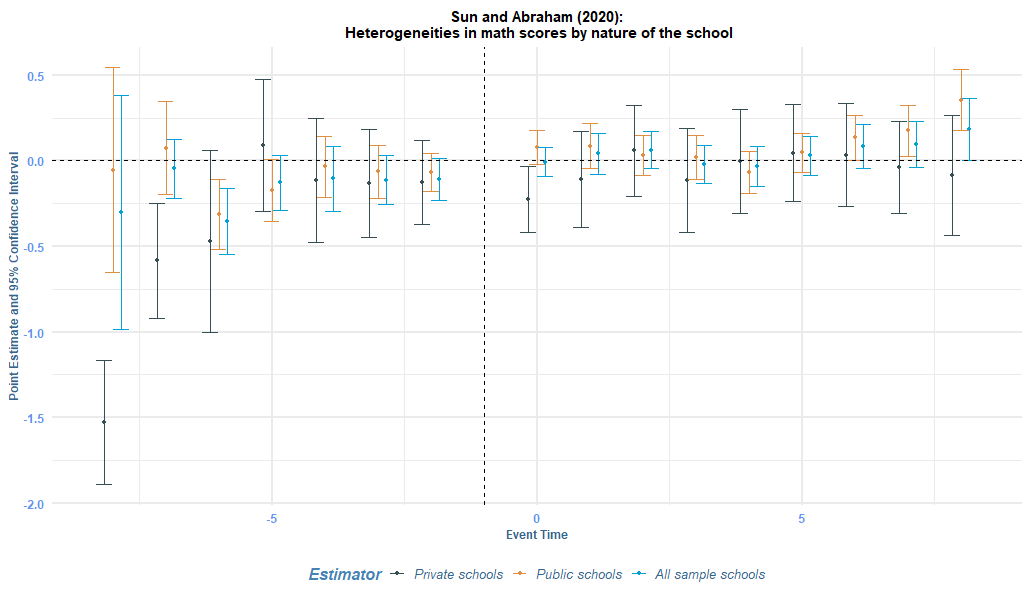 Sun and Abraham (2020):
Heterogeneities in math scores by nature of the school
Point Estimate and 95% Confidence Interval
0.5
0.0
-0.5
-1.0
-1.5
-2.0
-5
0
5
Event Time
Estimator Private schools Public schools All sample schools